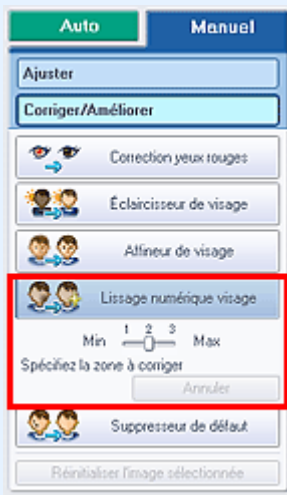 Auto Manuel
Ajuster
Corriger/Améliorer
Correction yeux rouges
Éclaircisseur de visage
Affineur de visage
Lissage numérique visage
1 2 3
Min Max
Spécifiez la zone à corriger
Annuler
Suppresseur de défaut
Réinitialiser l'image sélectionnée